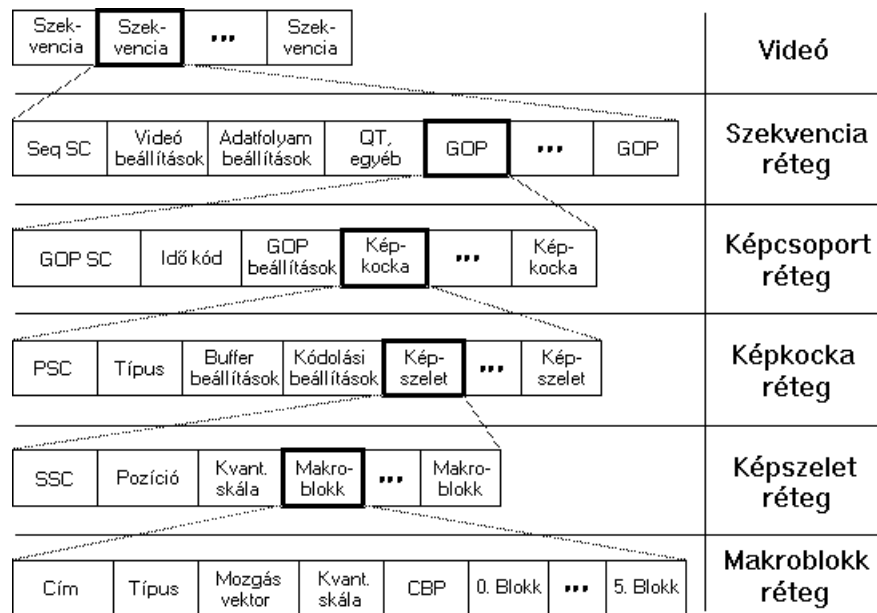 Szek-
vencia
Szek-
vencia
...
Szek-
vencia
Videó
Seq SC
Videó
beállítások
Adatfolyam
beállítások
QT,
egyéb
GOP
...
GOP
Szekvencia
réteg
GOP SC
Idő kód
GOP
beállítások
Kép-
kocka
...
Kép-
kocka
Képcsoport
réteg
PSC
Típus
Buffer
beállítások
Kódolási
beállítások
Kép-
szelet
...
Kép-
szelet
Képkocka
réteg
SSC
Pozíció
Kvant.
skála
Makro-
blokk
...
Makro-
blokk
Képszelet
réteg
Cím
Típus
Mozgás
vektor
Kvant.
skála
CBP
0. Blokk
...
5. Blokk
Makroblokk
réteg